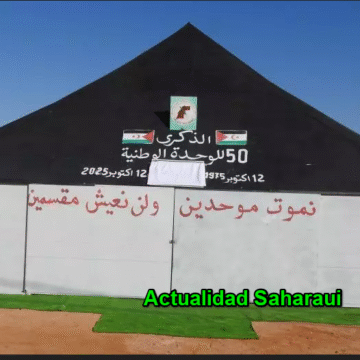 الذكرى
50 للوحدة الوطنية
12 اكتوبر 1975
12 اكتوبر 2025
نموت موحدين
ولن نعيش مقسمين
Actualidad Saharaui